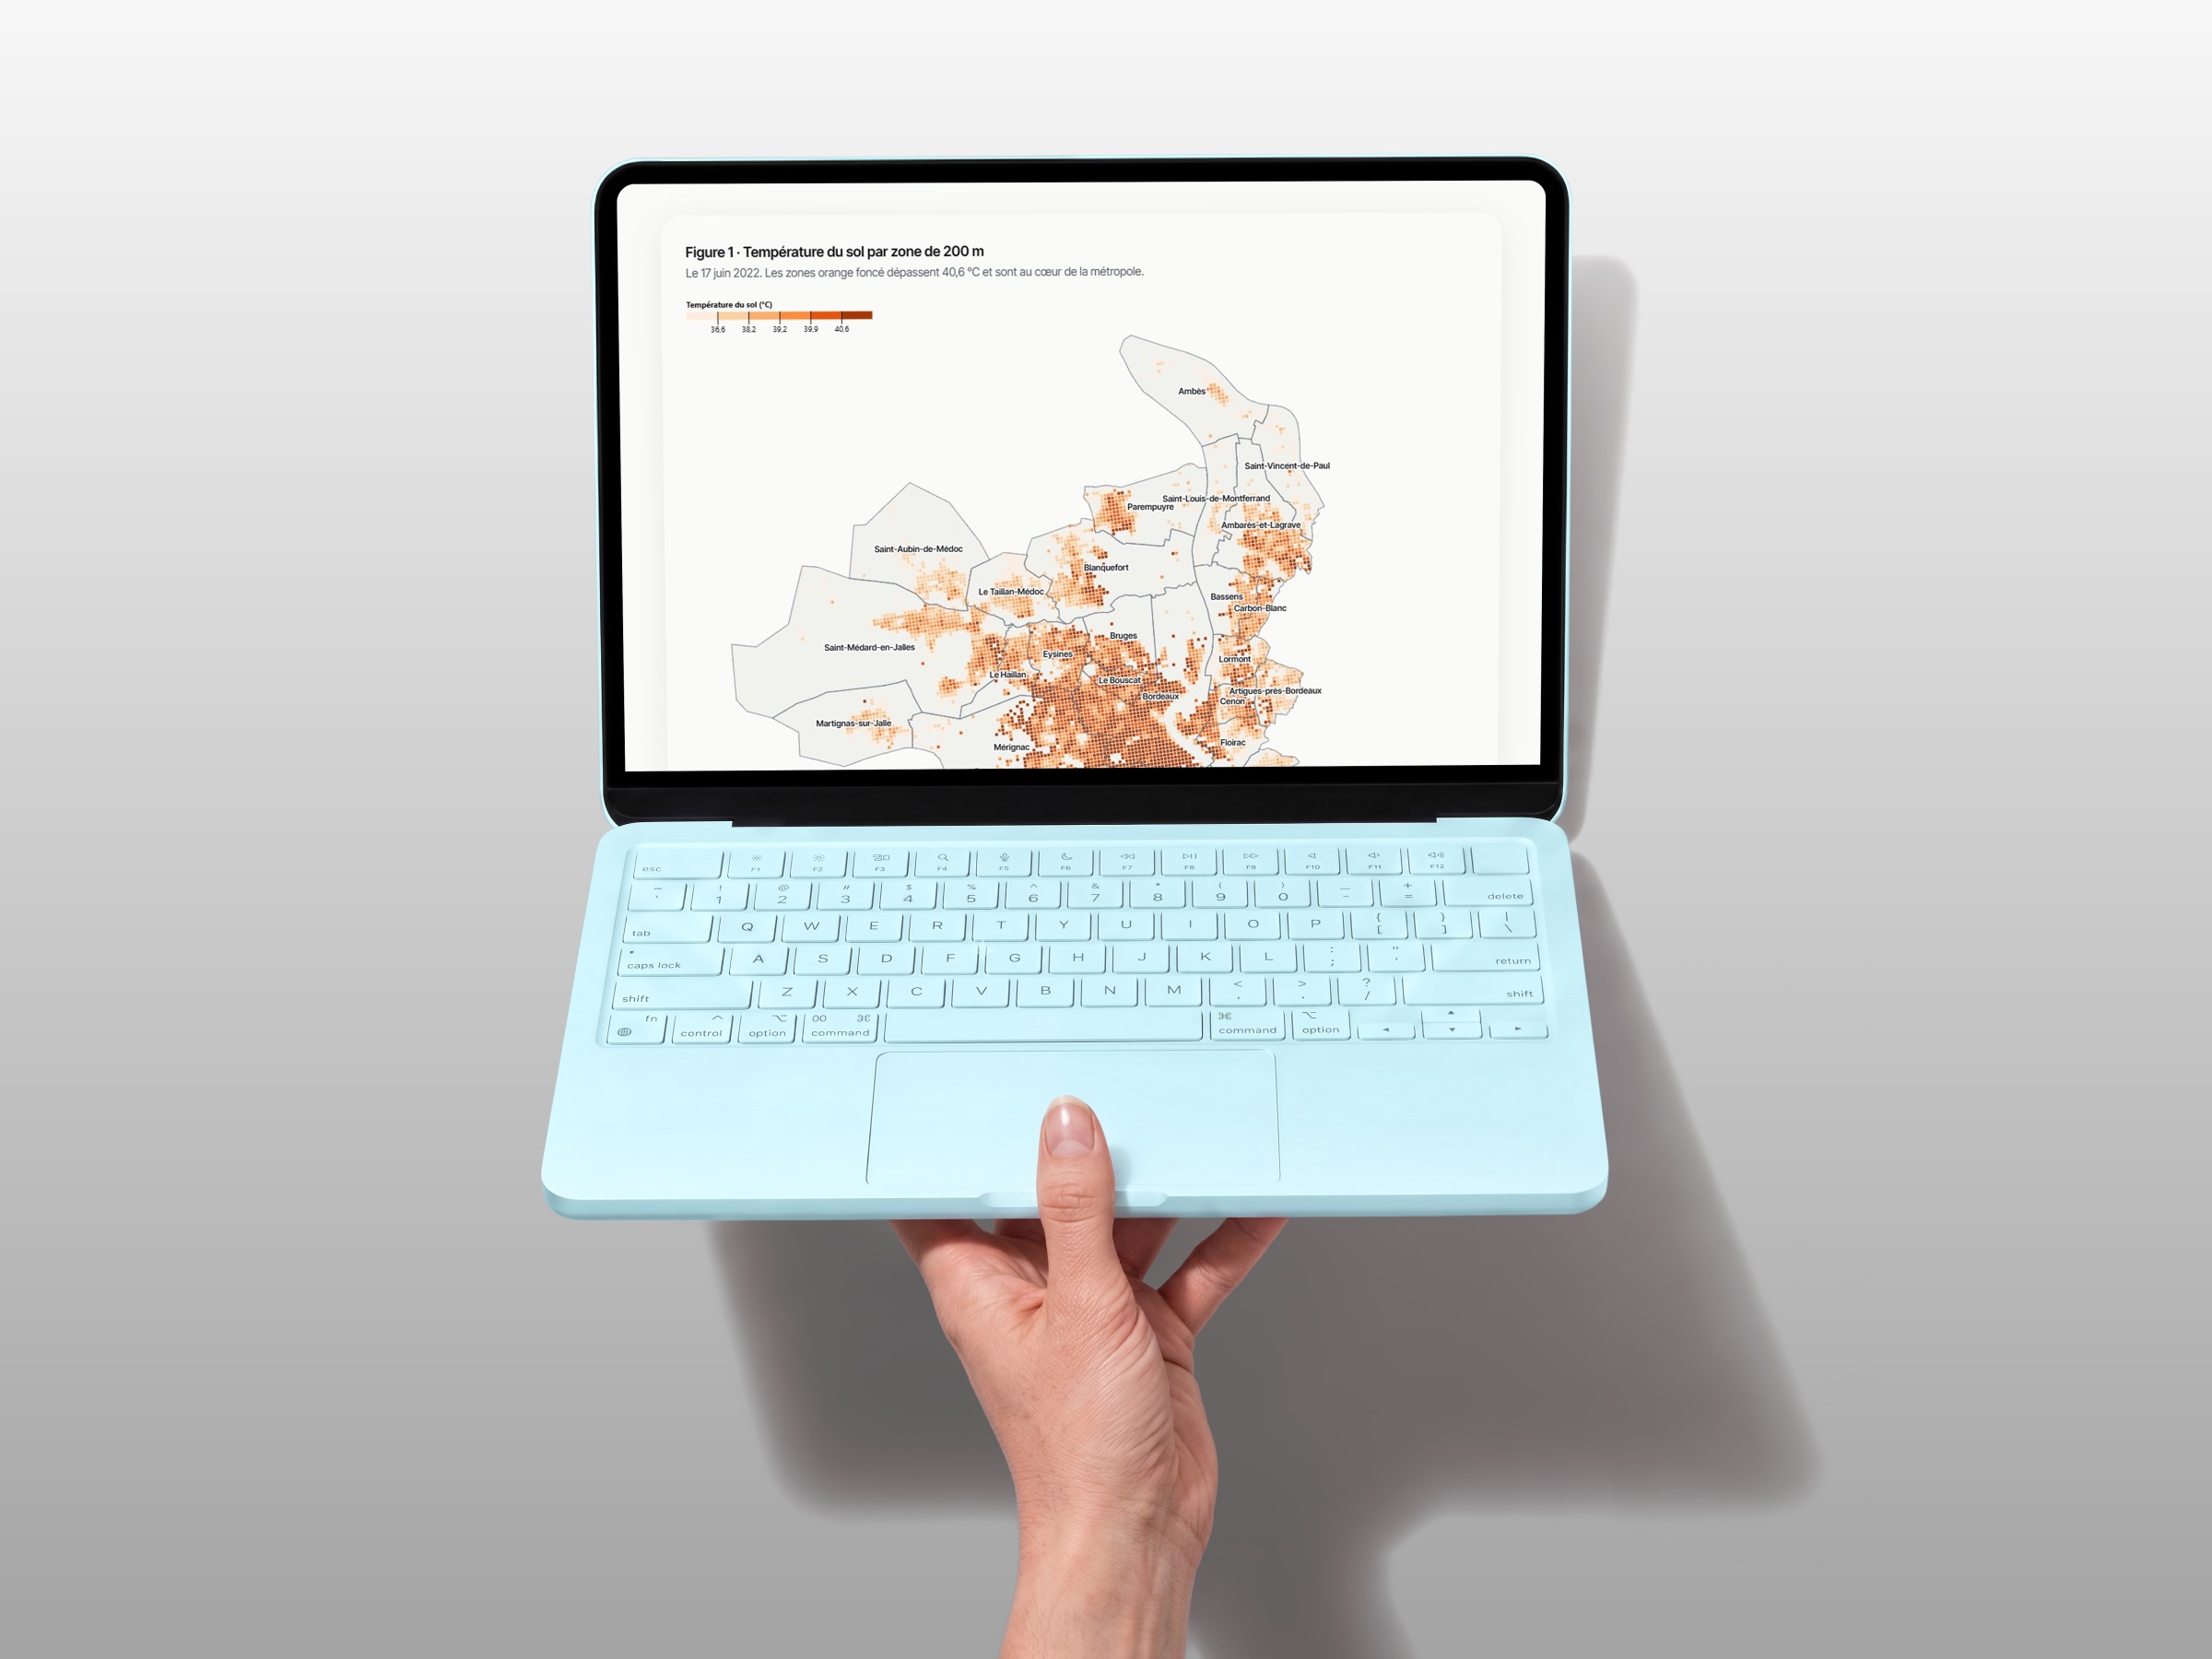 Figure 1 · Température du sol par zone de 200 m
Le 17 juin 2022. Les zones orange foncé dépassent 40,6 °C et sont au cœur de la métropole.
Température du sol (°C)
36,6 38,2 39,2 39,9 40,6
Ambès
Saint-Vincent-de-Paul
Saint-Louis-de-Montferrand
Parempuyre
Ambarès-et-Lagrave
Saint-Aubin-de-Médoc
Blanquefort
Le Taillan-Médoc
Bassens
Carbon-Blanc
Bruges
Saint-Médard-en-Jalles
Eysines
Lormont
Le Haillan
Le Bouscat
Artigues-près-Bordeaux
Bordeaux
Cenon
Martignas-sur-Jalle
Floirac
Mérignac
esc F1 F2 F3 F4 F5 F6 F7 F8 F9 F10 F11 F12
~ ! @ # $ % ^ & * ( ) — +
` 1 2 3 4 5 6 7 8 9 0 - = delete
tab Q W E R T Y U I O P { [ } ] | \
caps lock A S D F G H J K L : ; " ' return
shift Z X C V B N M < , > . ? / shift
fn ^ ⌥ ⌘ ⌘ ⌥
control option command command option